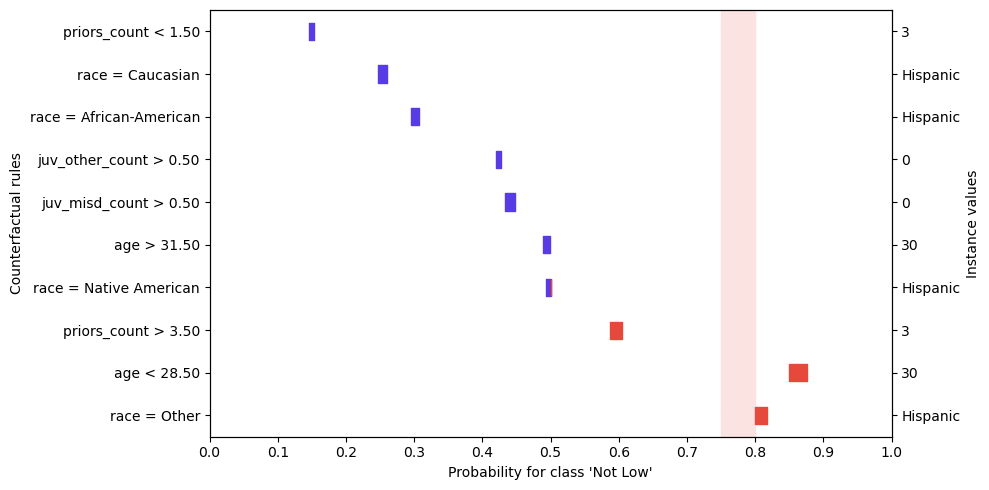 priors_count < 1.50
3
race = Caucasian
Hispanic
race = African-American
Hispanic
juv_other_count > 0.50
0
juv_misd_count > 0.50
0
age > 31.50
30
race = Native American
Hispanic
priors_count > 3.50
3
age < 28.50
30
race = Other
Hispanic
Counterfactual rules
Instance values
0.0 0.1 0.2 0.3 0.4 0.5 0.6 0.7 0.8 0.9 1.0
Probability for class 'Not Low'